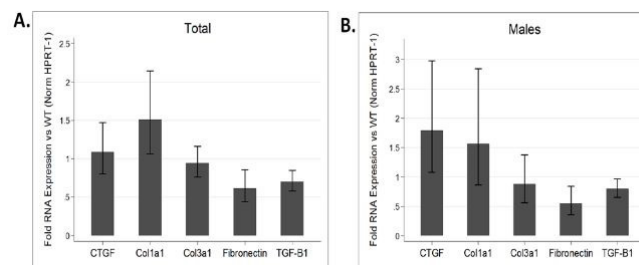 A.
Total
Fold RNA Expression vs WT (Norm HPRT-1)
2.5
2
1.5
1
.5
0
CTGF Col1a1 Col3a1 Fibronectin TGF-B1
B.
Males
Fold RNA Expression vs WT (Norm HPRT-1)
3
2.5
2
1.5
1
.5
0
CTGF Col1a1 Col3a1 Fibronectin TGF-B1